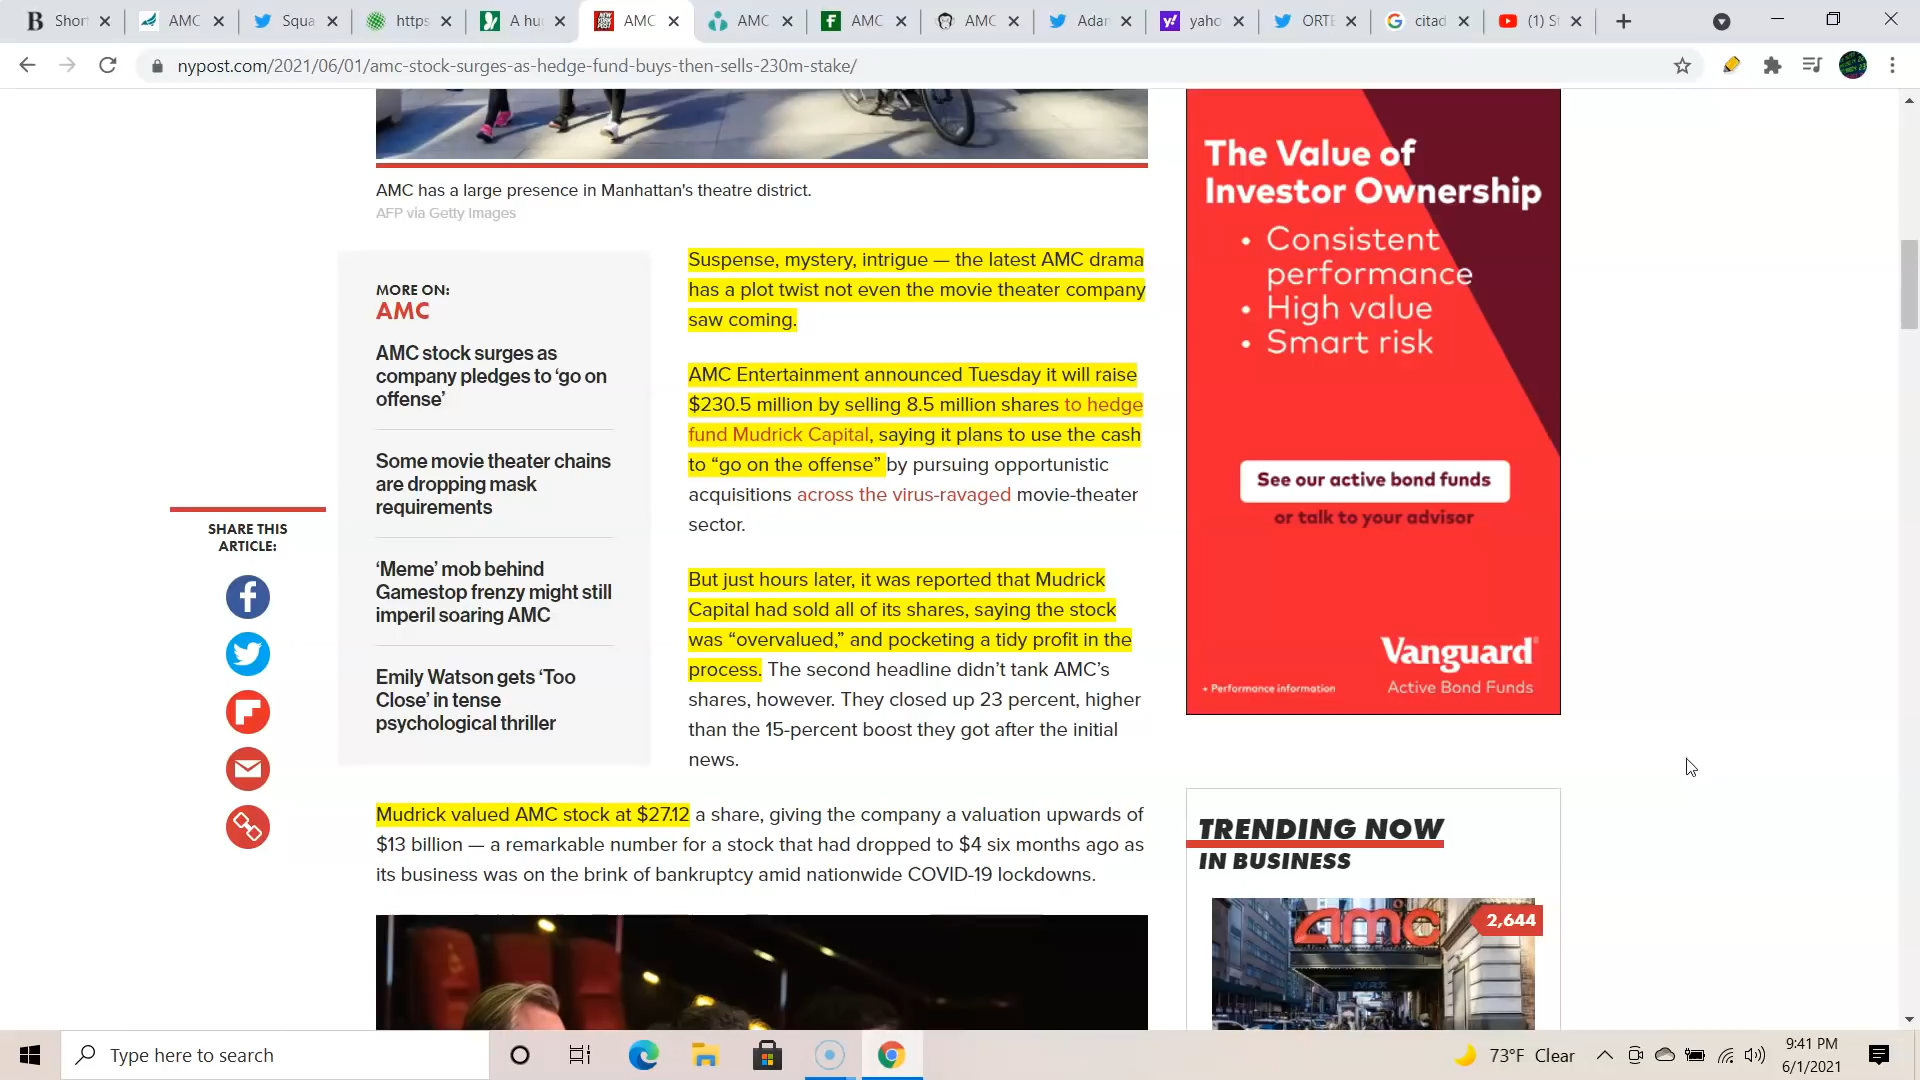 B Shor
AMC
Squa
https
A hu
AMC
AMC
AMC
AMC
Adar
yaho
ORTE
citad
(1) St
nypost.com/2021/06/01/amc-stock-surges-as-hedge-fund-buys-then-sells-230m-stake/
AMC has a large presence in Manhattan's theatre district.
AFP via Getty Images
MORE ON:
AMC
AMC stock surges as
company pledges to ‘go on
offense’
Some movie theater chains
are dropping mask
requirements
‘Meme’ mob behind
Gamestop frenzy might still
imperil soaring AMC
Emily Watson gets ‘Too
Close’ in tense
psychological thriller
SHARE THIS
ARTICLE:
Suspense, mystery, intrigue — the latest AMC drama
has a plot twist not even the movie theater company
saw coming.
AMC Entertainment announced Tuesday it will raise
$230.5 million by selling 8.5 million shares to hedge
fund Mudrick Capital, saying it plans to use the cash
to “go on the offense” by pursuing opportunistic
acquisitions across the virus-ravaged movie-theater
sector.
But just hours later, it was reported that Mudrick
Capital had sold all of its shares, saying the stock
was “overvalued,” and pocketing a tidy profit in the
process. The second headline didn’t tank AMC’s
shares, however. They closed up 23 percent, higher
than the 15-percent boost they got after the initial
news.
Mudrick valued AMC stock at $27.12 a share, giving the company a valuation upwards of
$13 billion — a remarkable number for a stock that had dropped to $4 six months ago as
its business was on the brink of bankruptcy amid nationwide COVID-19 lockdowns.
The Value of
Investor Ownership
• Consistent
performance
• High value
• Smart risk
See our active bond funds
or talk to your advisor
Vanguard®
+ Performance information
Active Bond Funds
TRENDING NOW
IN BUSINESS
amc
2,644
Type here to search
73°F Clear
9:41 PM
6/1/2021